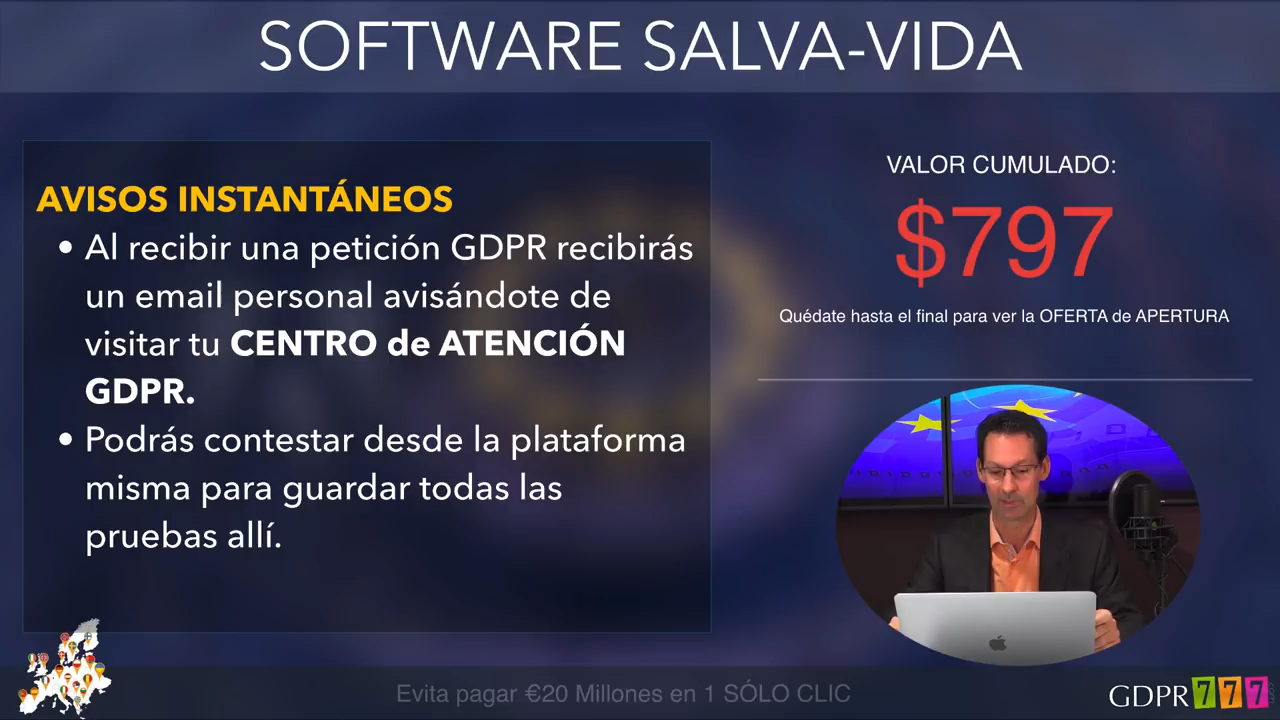 SOFTWARE SALVA-VIDA
AVISOS INSTANTÁNEOS
• Al recibir una petición GDPR recibirás
un email personal avisándote de
visitar tu CENTRO de ATENCIÓN
GDPR.
• Podrás contestar desde la plataforma
misma para guardar todas las
pruebas allí.
VALOR CUMULADO:
$797
Quédate hasta el final para ver la OFERTA de APERTURA
Evita pagar €20 Millones en 1 SÓLO CLIC
GDPR777